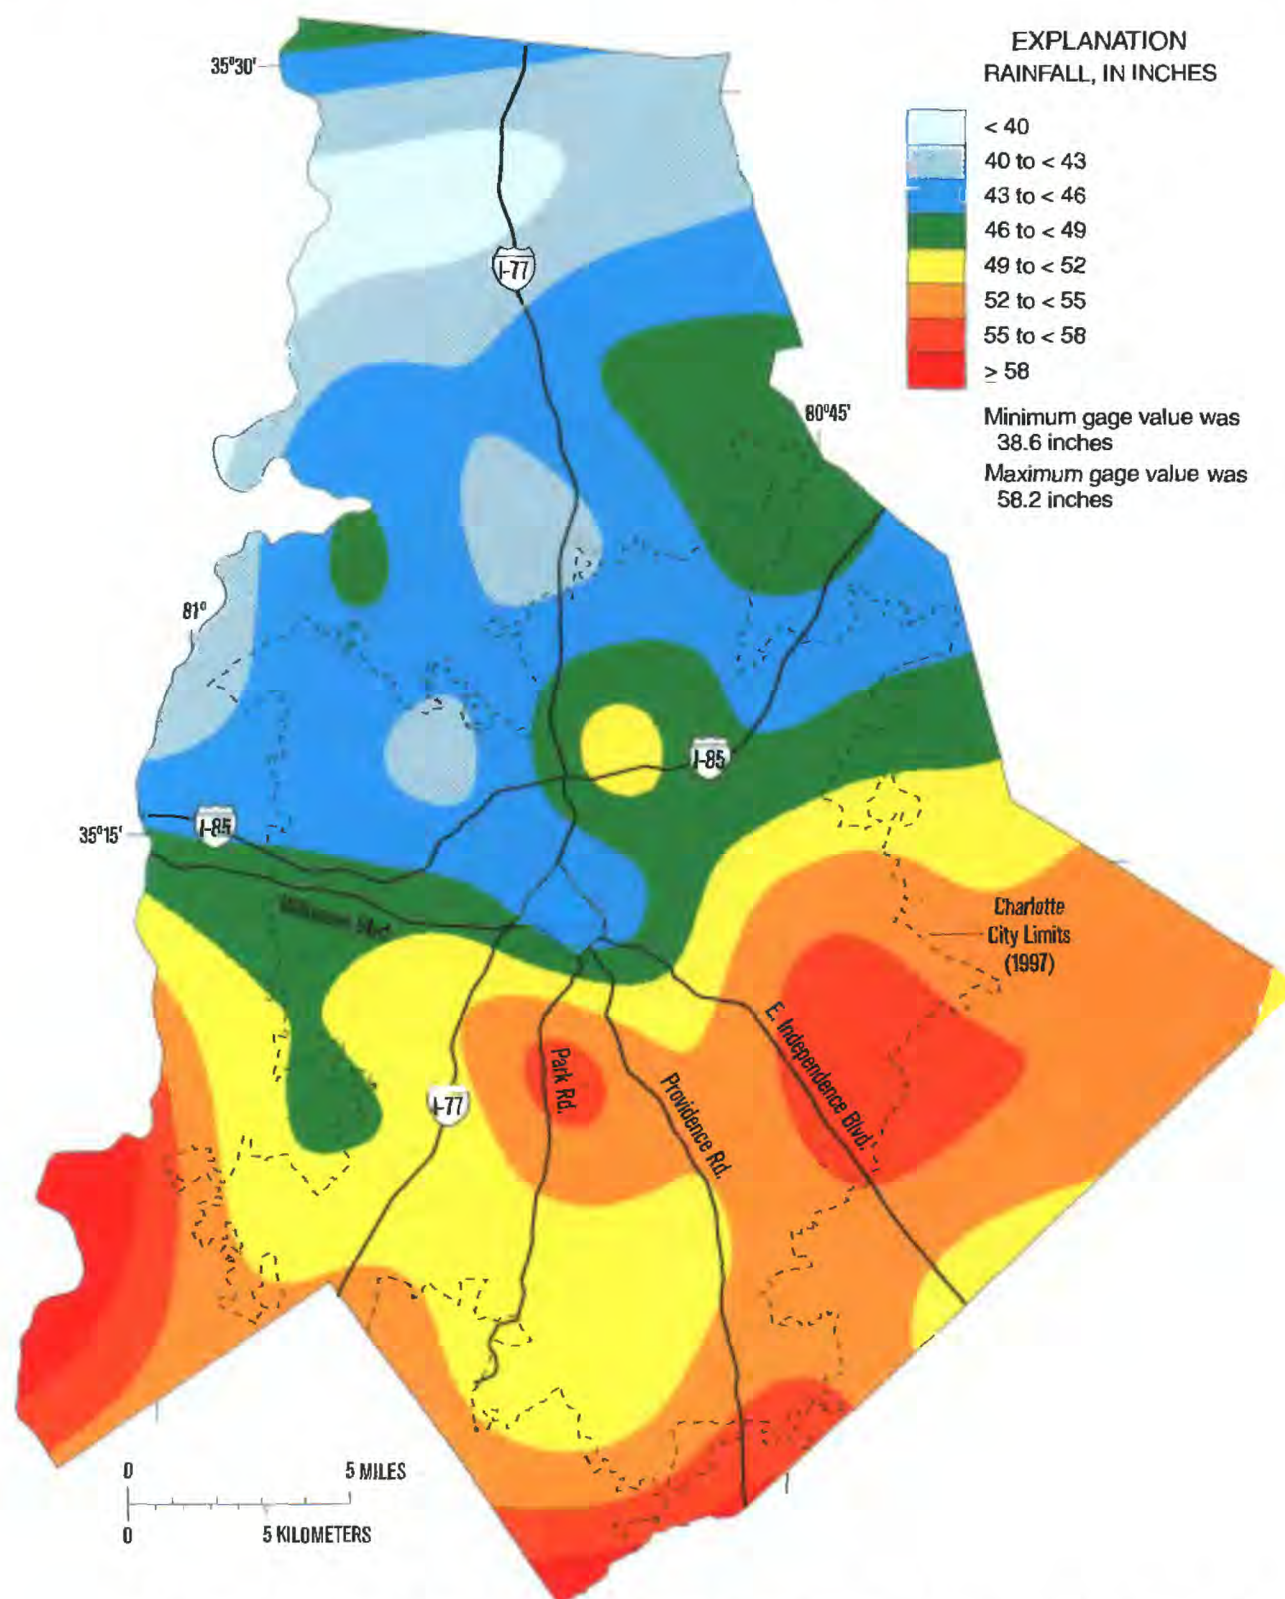 EXPLANATION
RAINFALL, IN INCHES
< 40
40 to < 43
43 to < 46
46 to < 49
49 to < 52
52 to < 55
55 to < 58
≥ 58
Minimum gage value was
38.6 inches
Maximum gage value was
58.2 inches
35°30'
I-77
80°45'
81°
I-85
I-85
35°15'
Blvd.
Charlotte
City Limits
(1997)
E. Independence Blvd.
Park Rd.
Providence Rd.
I-77
0 5 MILES
0 5 KILOMETERS